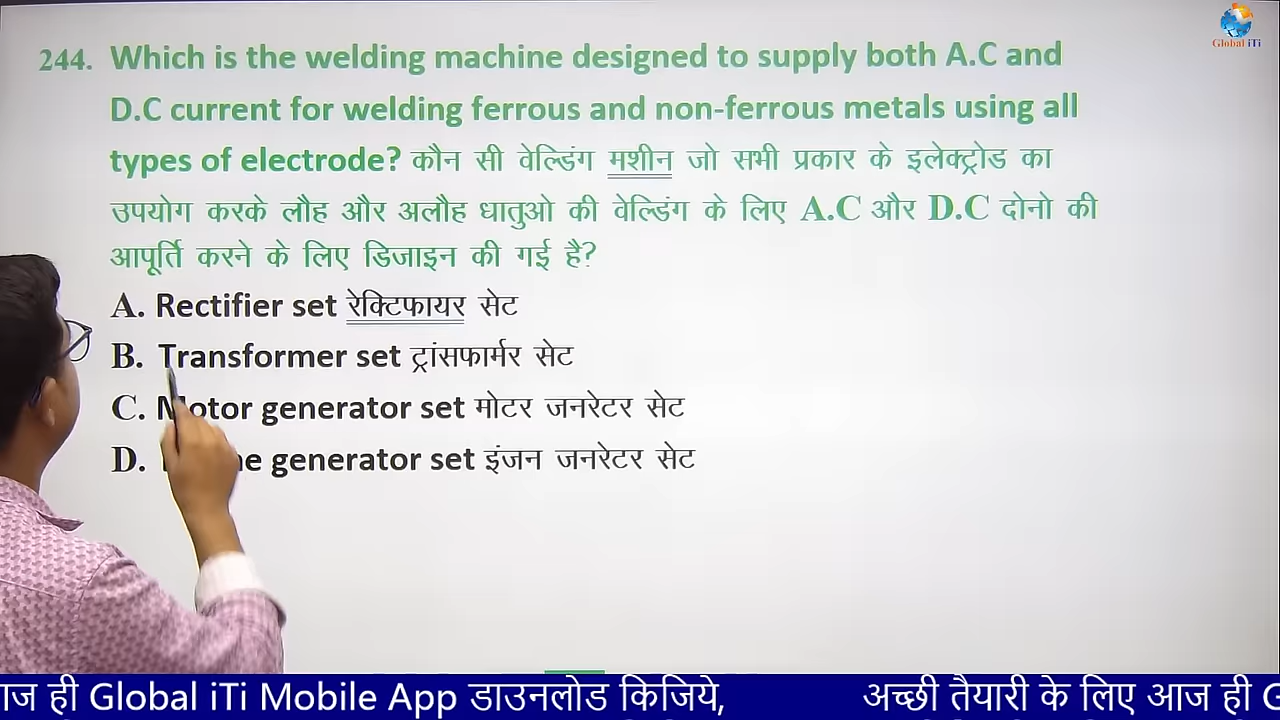 Global iTi
244. Which is the welding machine designed to supply both A.C and
D.C current for welding ferrous and non-ferrous metals using all
types of electrode? कौन सी वेल्डिंग मशीन जो सभी प्रकार के इलेक्ट्रोड का
उपयोग करके लौह और अलौह धातुओ की वेल्डिंग के लिए A.C और D.C दोनो की
आपूर्ति करने के लिए डिजाइन की गई है?
A. Rectifier set रेक्टिफायर सेट
B. Transformer set ट्रांसफार्मर सेट
C. Motor generator set मोटर जनरेटर सेट
D. generator set इंजन जनरेटर सेट
ही Global iTi Mobile App डाउनलोड किजिये, अच्छी तैयारी के लिए आज ही